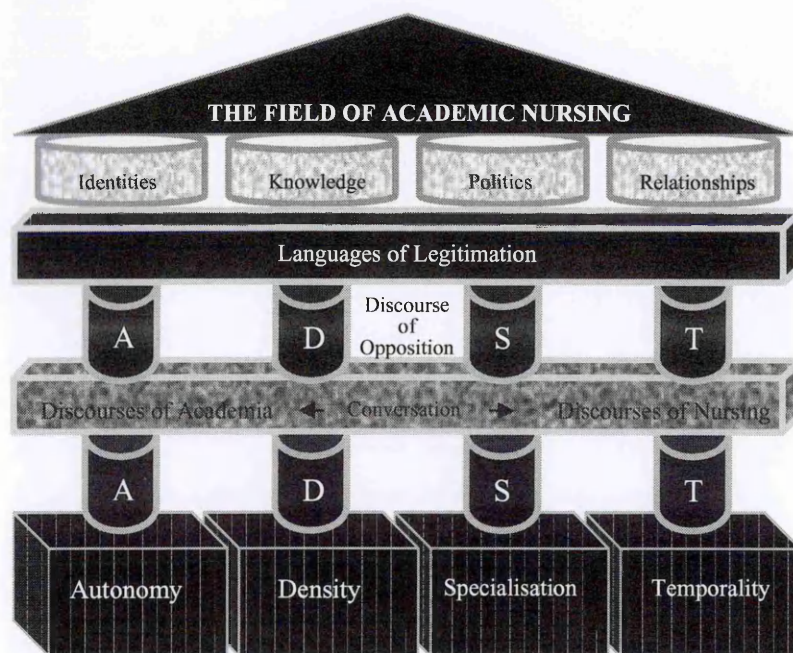 THE FIELD OF ACADEMIC NURSING
Identities Knowledge Politics Relationships
Languages of Legitimation
Discourse
of
Opposition
A D S T
Discourses of Academia Conversation Discourses of Nursing
A D S T
Autonomy Density Specialisation Temporality